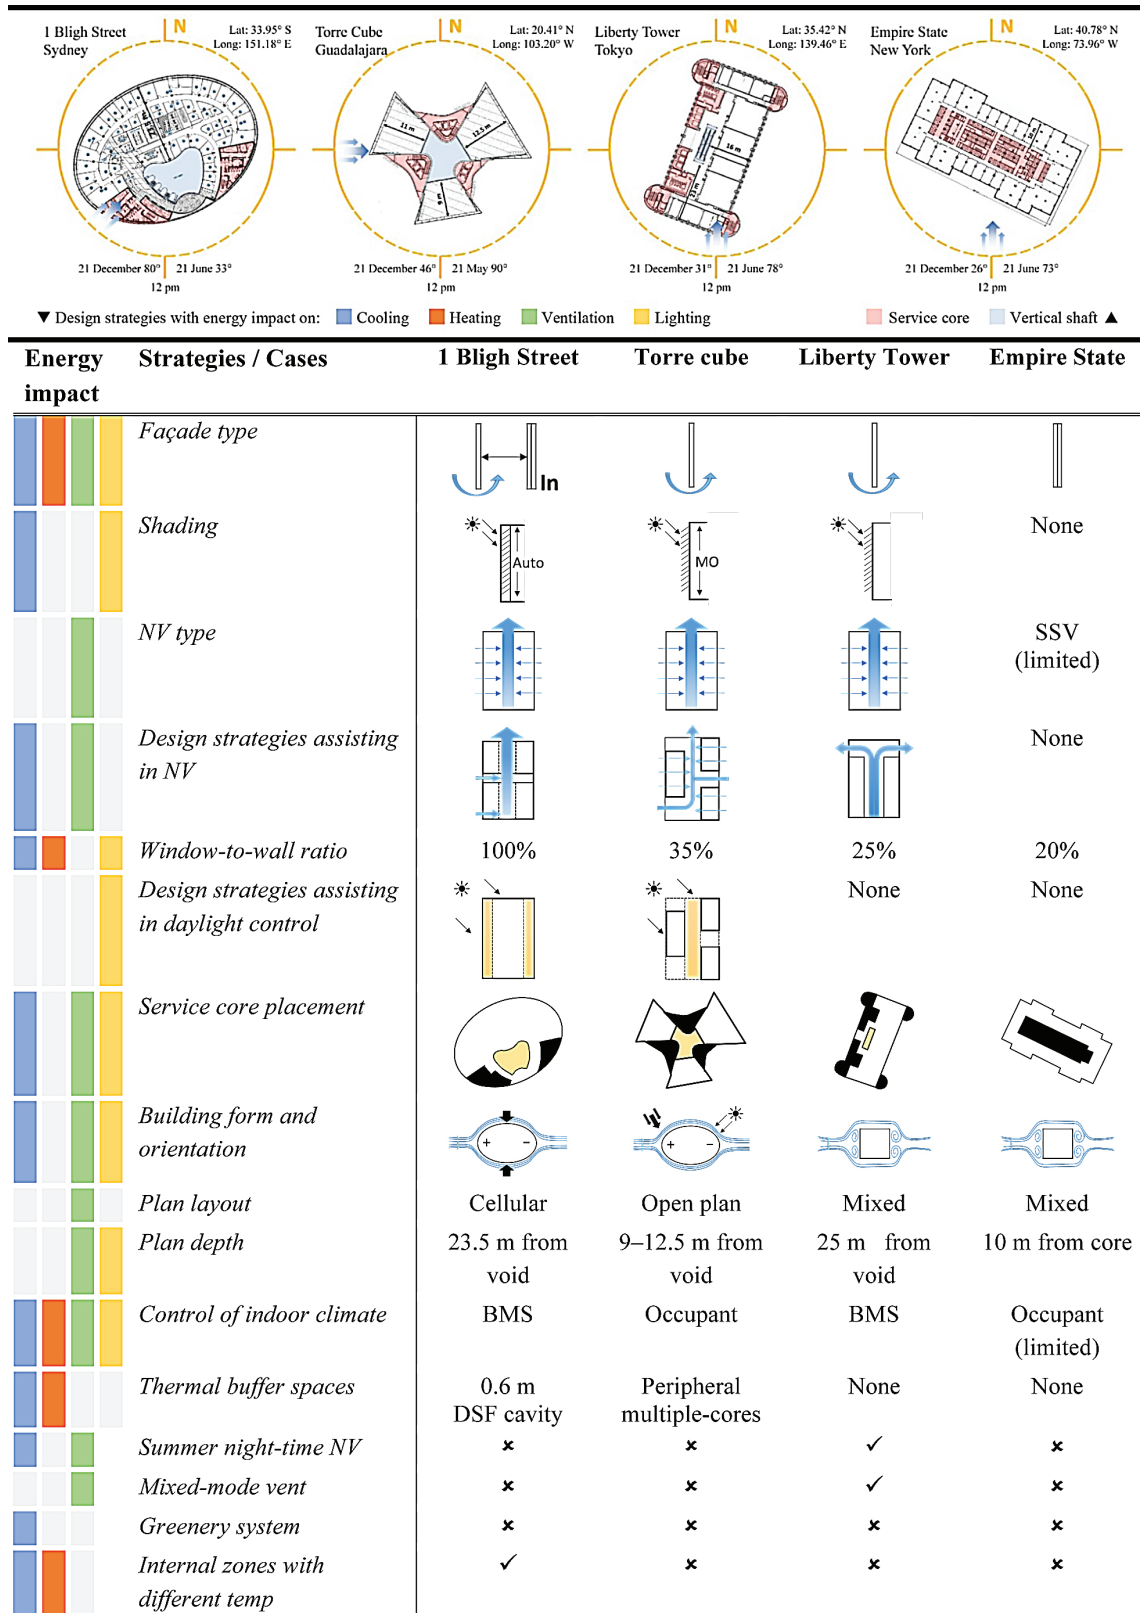 1 Bligh Street
Sydney
N
Lat: 33.95° S
Long: 151.18° E
21 December 80°
21 June 33°
12 pm
Torre Cube
Guadalajara
N
Lat: 20.41° N
Long: 103.20° W
11 m
12.5 m
9 m
21 December 46°
21 May 90°
12 pm
Liberty Tower
Tokyo
N
Lat: 35.42° N
Long: 139.46° E
16 m
21 December 31°
21 June 78°
12 pm
Empire State
New York
N
Lat: 40.78° N
Long: 73.96° W
21 December 26°
21 June 73°
12 pm
▼ Design strategies with energy impact on: Cooling Heating Ventilation Lighting Service core Vertical shaft ▲
Energy impact Strategies / Cases 1 Bligh Street Torre cube Liberty Tower Empire State
Façade type
In
Shading None
Auto MO
NV type SSV
(limited)
Design strategies assisting None
in NV
Window-to-wall ratio 100% 35% 25% 20%
Design strategies assisting None None
in daylight control
Service core placement
Building form and
orientation
+ - + -
Plan layout Cellular Open plan Mixed Mixed
Plan depth 23.5 m from 9–12.5 m from 25 m from 10 m from core
void void void
Control of indoor climate BMS Occupant BMS Occupant
(limited)
Thermal buffer spaces 0.6 m Peripheral None None
DSF cavity multiple-cores
Summer night-time NV ✗ ✗ ✓ ✗
Mixed-mode vent ✗ ✗ ✓ ✗
Greenery system ✗ ✗ ✗ ✗
Internal zones with ✓ ✗ ✗ ✗
different temp